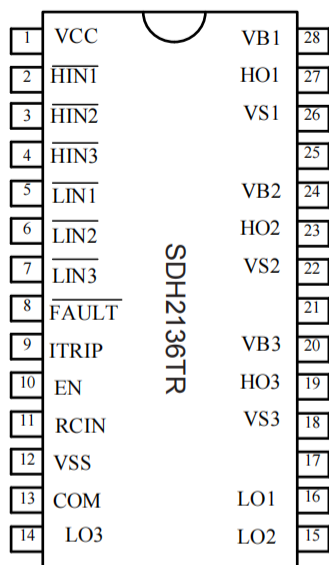 1 VCC VB1 28
2 HIN1 HO1 27
3 HIN2 VS1 26
4 HIN3 25
5 LIN1 VB2 24
6 LIN2 HO2 23
7 LIN3 VS2 22
8 FAULT 21
9 ITRIP VB3 20
10 EN HO3 19
11 RCIN VS3 18
12 VSS 17
13 COM LO1 16
14 LO3 LO2 15
SDH2136TR